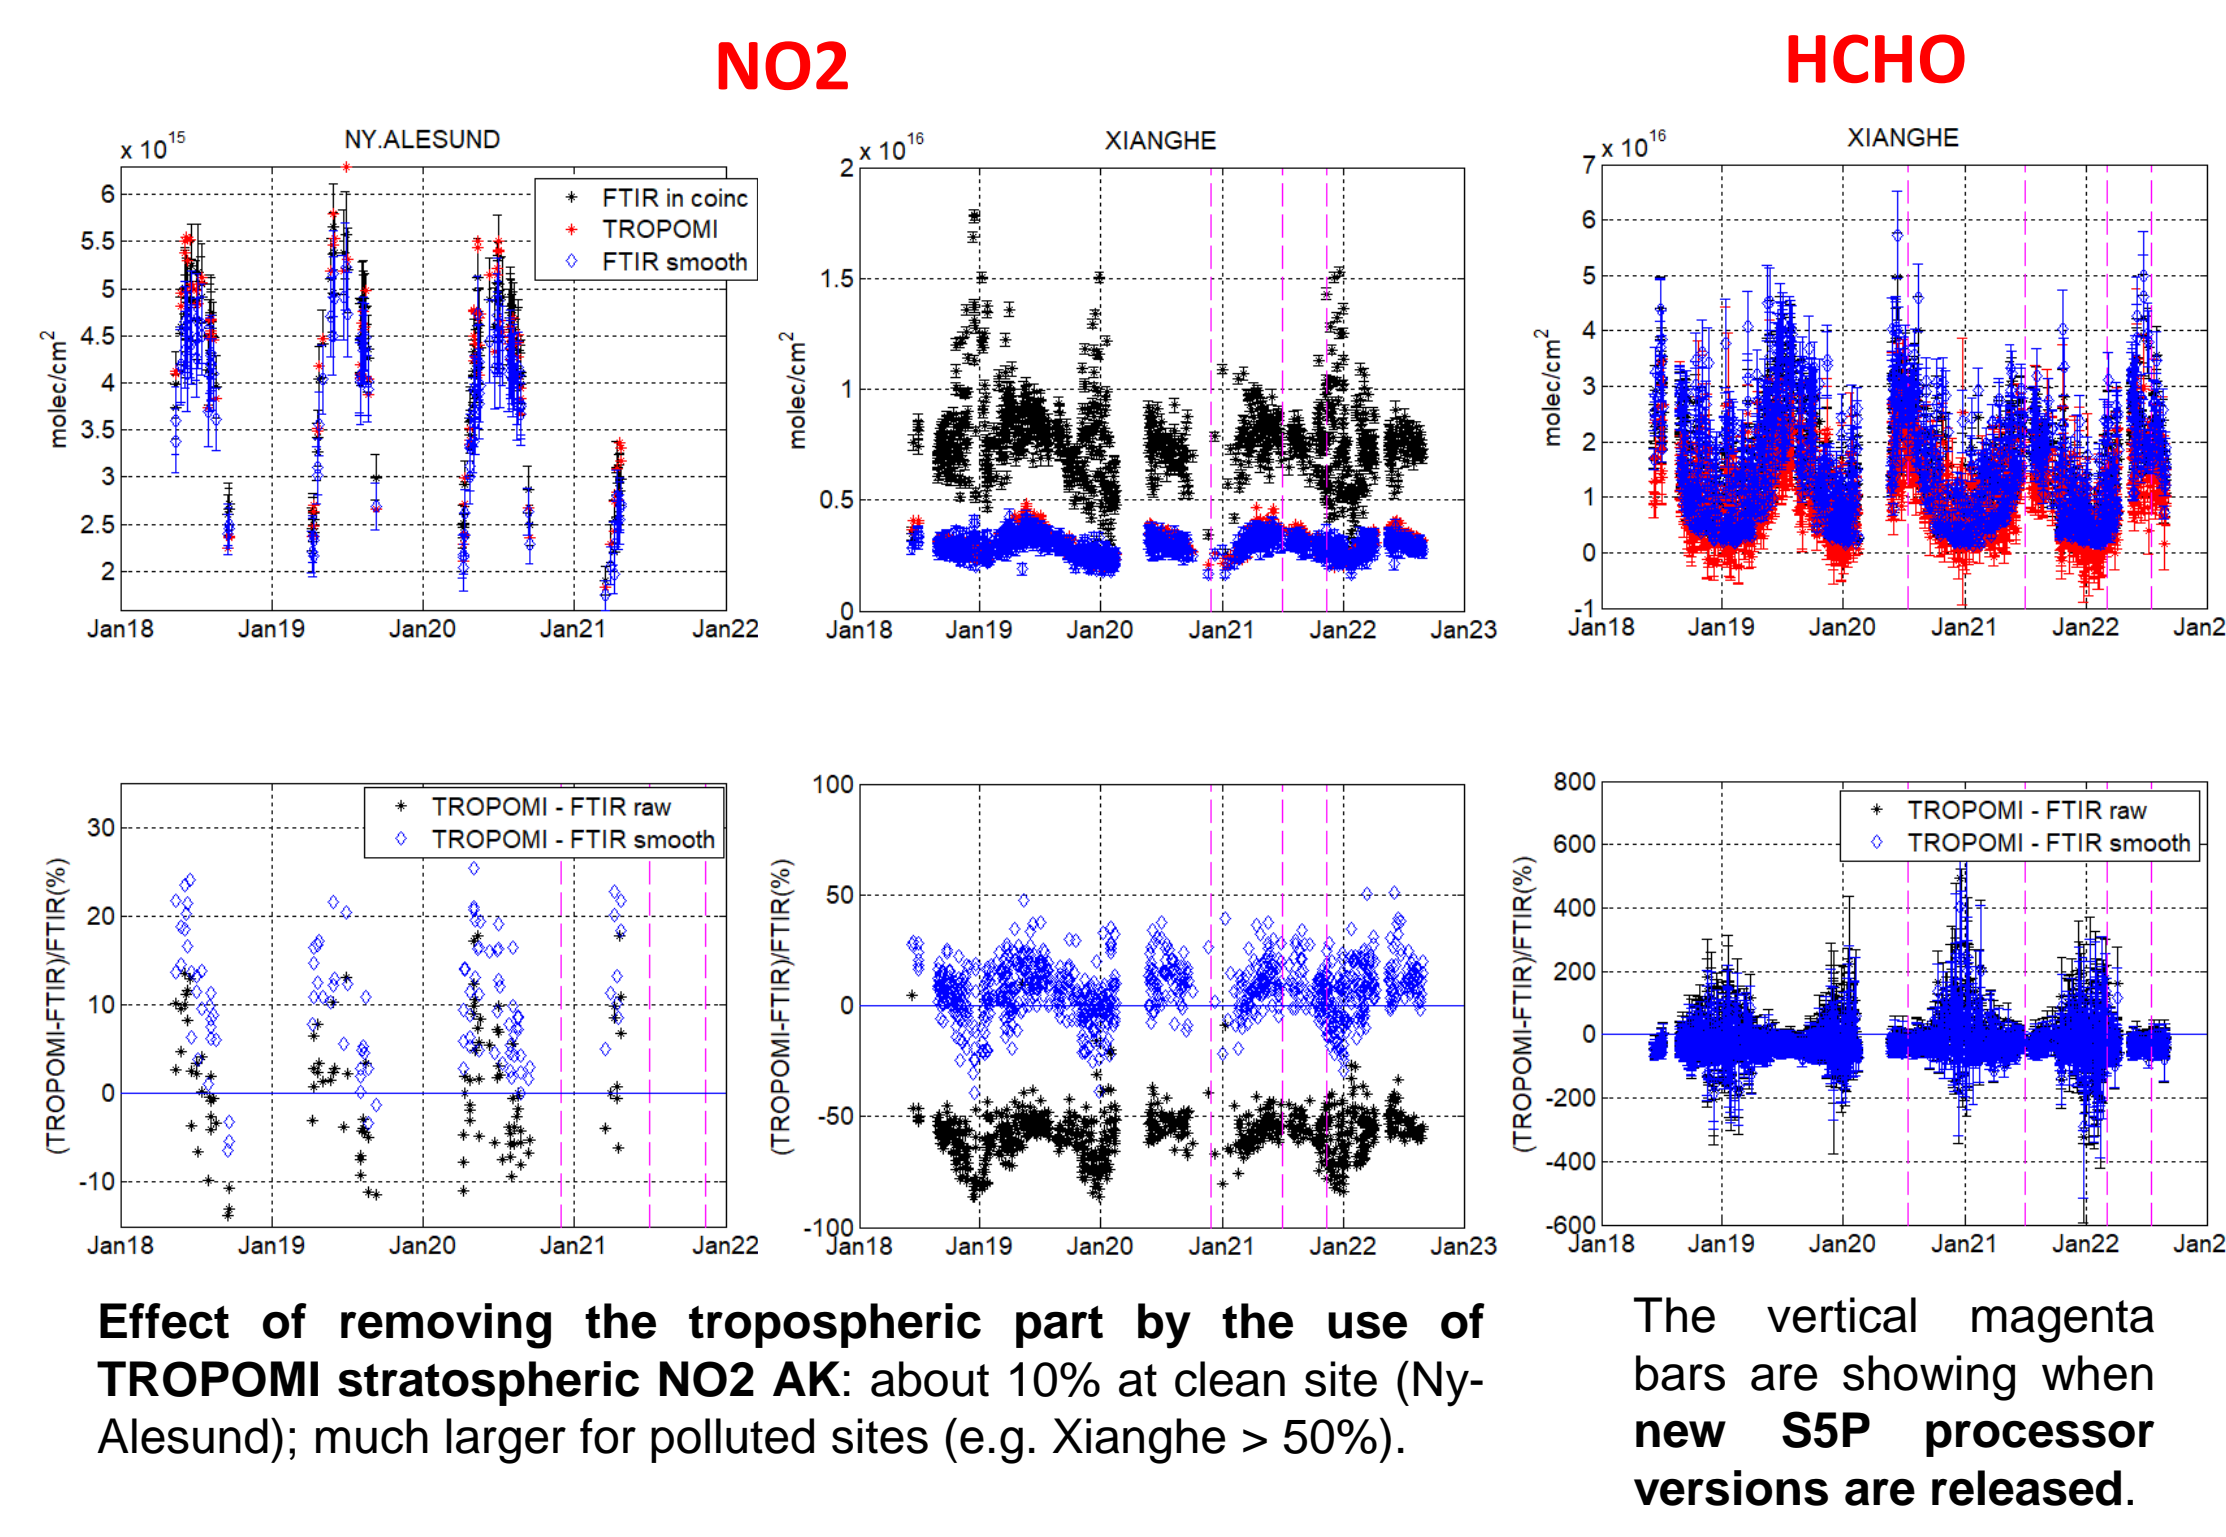 NO2
HCHO
NY.ALESUND
x 10^15
molec/cm^2
6
5.5
5
4.5
4
3.5
3
2.5
2
Jan18 Jan19 Jan20 Jan21 Jan22
FTIR in coinc
TROPOMI
FTIR smooth
XIANGHE
x 10^16
molec/cm^2
2
1.5
1
0.5
0
Jan18 Jan19 Jan20 Jan21 Jan22 Jan23
XIANGHE
x 10^16
molec/cm^2
7
6
5
4
3
2
1
0
-1
Jan18 Jan19 Jan20 Jan21 Jan22 Jan2
(TROPOMI-FTIR)/FTIR(%)
30
20
10
0
-10
Jan18 Jan19 Jan20 Jan21 Jan22
TROPOMI - FTIR raw
TROPOMI - FTIR smooth
(TROPOMI-FTIR)/FTIR(%)
100
50
0
-50
-100
Jan18 Jan19 Jan20 Jan21 Jan22 Jan23
(TROPOMI-FTIR)/FTIR(%)
800
600
400
200
0
-200
-400
-600
Jan18 Jan19 Jan20 Jan21 Jan22 Jan2
TROPOMI - FTIR raw
TROPOMI - FTIR smooth
Effect of removing the tropospheric part by the use of
TROPOMI stratospheric NO2 AK: about 10% at clean site (Ny-
Alesund); much larger for polluted sites (e.g. Xianghe > 50%).
The vertical magenta
bars are showing when
new S5P processor
versions are released.